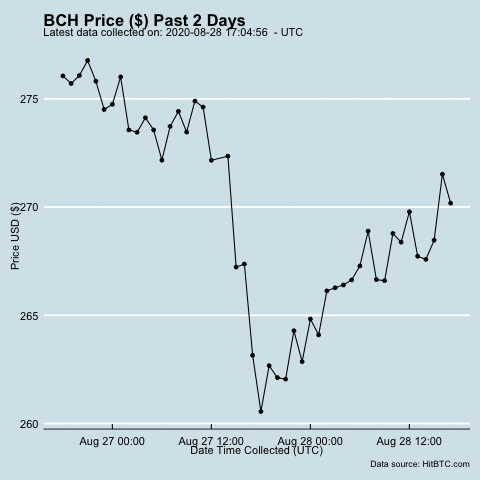 BCH Price ($) Past 2 Days
Latest data collected on: 2020-08-28 17:04:56  - UTC
275
270
265
260
Price USD ($)
Aug 27 00:00 Aug 27 12:00 Aug 28 00:00 Aug 28 12:00
Date Time Collected (UTC)
Data source: HitBTC.com